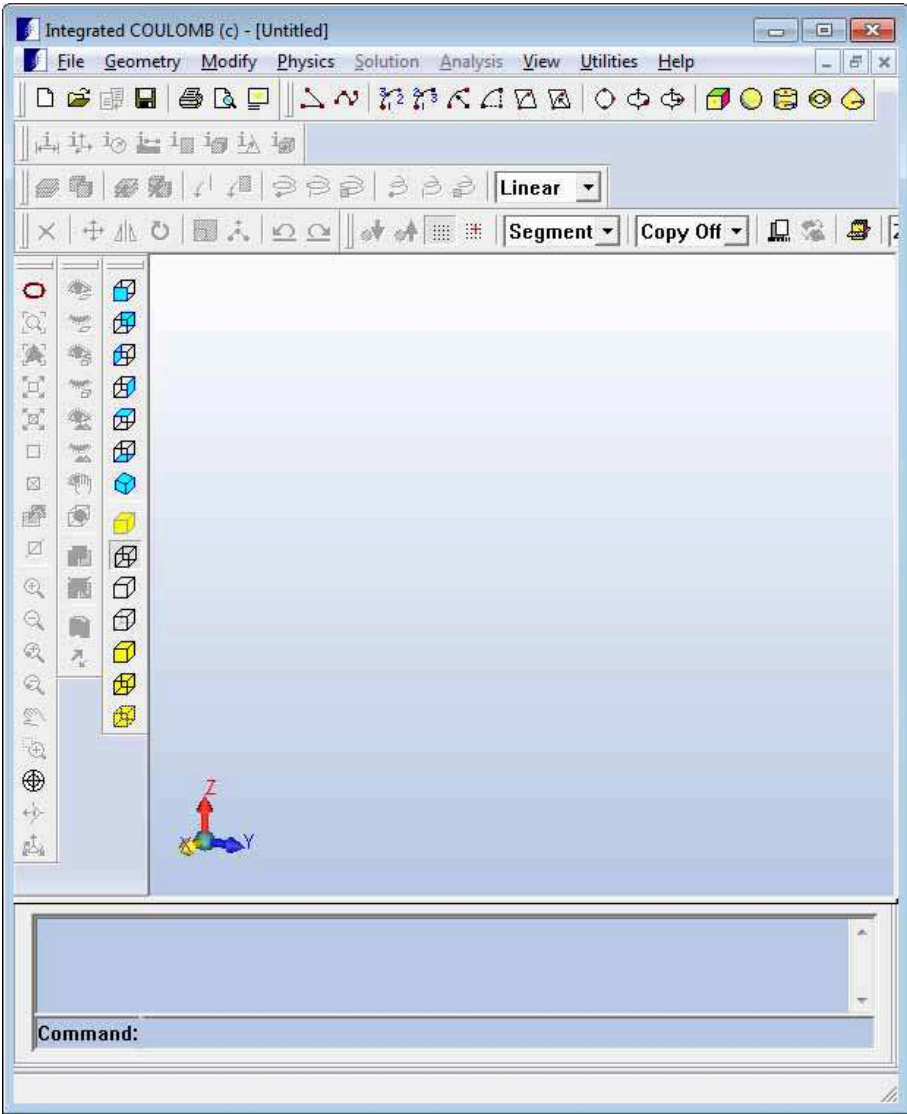 Integrated COULOMB (c) - [Untitled]
File Geometry Modify Physics Solution Analysis View Utilities Help
Linear
Segment Copy Off
Z
Y
X
Command: